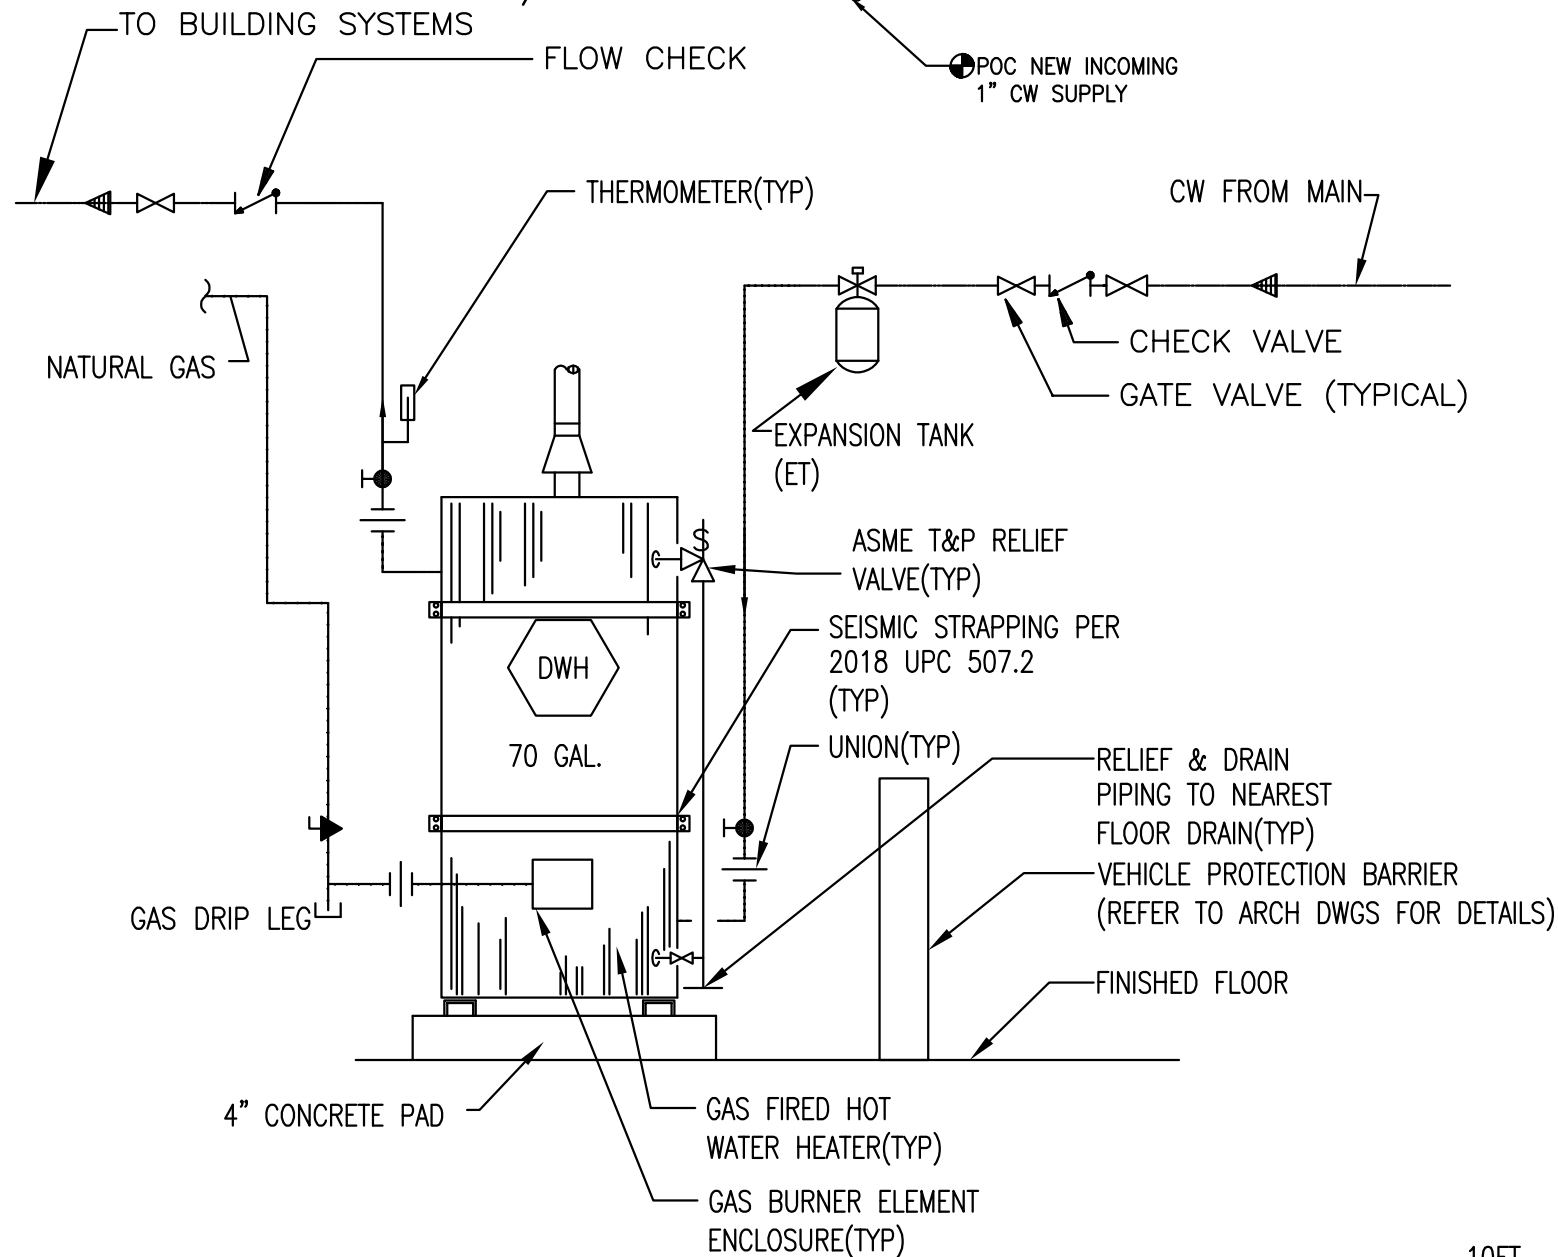 TO BUILDING SYSTEMS
FLOW CHECK
POC NEW INCOMING
1" CW SUPPLY
THERMOMETER(TYP)
CW FROM MAIN
NATURAL GAS
CHECK VALVE
GATE VALVE (TYPICAL)
EXPANSION TANK
(ET)
ASME T&P RELIEF
VALVE(TYP)
S
SEISMIC STRAPPING PER
2018 UPC 507.2
(TYP)
DWH
70 GAL.
UNION(TYP)
RELIEF & DRAIN
PIPING TO NEAREST
FLOOR DRAIN(TYP)
VEHICLE PROTECTION BARRIER
(REFER TO ARCH DWGS FOR DETAILS)
GAS DRIP LEG
FINISHED FLOOR
4" CONCRETE PAD
GAS FIRED HOT
WATER HEATER(TYP)
GAS BURNER ELEMENT
ENCLOSURE(TYP)